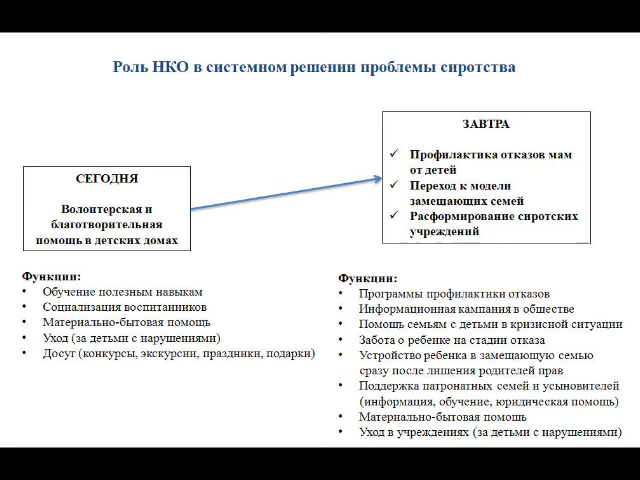 Роль НКО в системном решении проблемы сиротства
СЕГОДНЯ
Волонтерская и
благотворительная
помощь в детских домах
Функции:
• Обучение полезным навыкам
• Социализация воспитанников
• Материально-бытовая помощь
• Уход (за детьми с нарушениями)
• Досуг (конкурсы, экскурсии, праздники, подарки)
ЗАВТРА
✓ Профилактика отказов мам
от детей
✓ Переход к модели
замещающих семей
✓ Расформирование сиротских
учреждений
Функции:
• Программы профилактики отказов
• Информационная кампания в обществе
• Помощь семьям с детьми в кризисной ситуации
• Забота о ребенке на стадии отказа
• Устройство ребенка в замещающую семью
сразу после лишения родителей прав
• Поддержка патронатных семей и усыновителей
(информация, обучение, юридическая помощь)
• Материально-бытовая помощь
• Уход в учреждениях (за детьми с нарушениями)